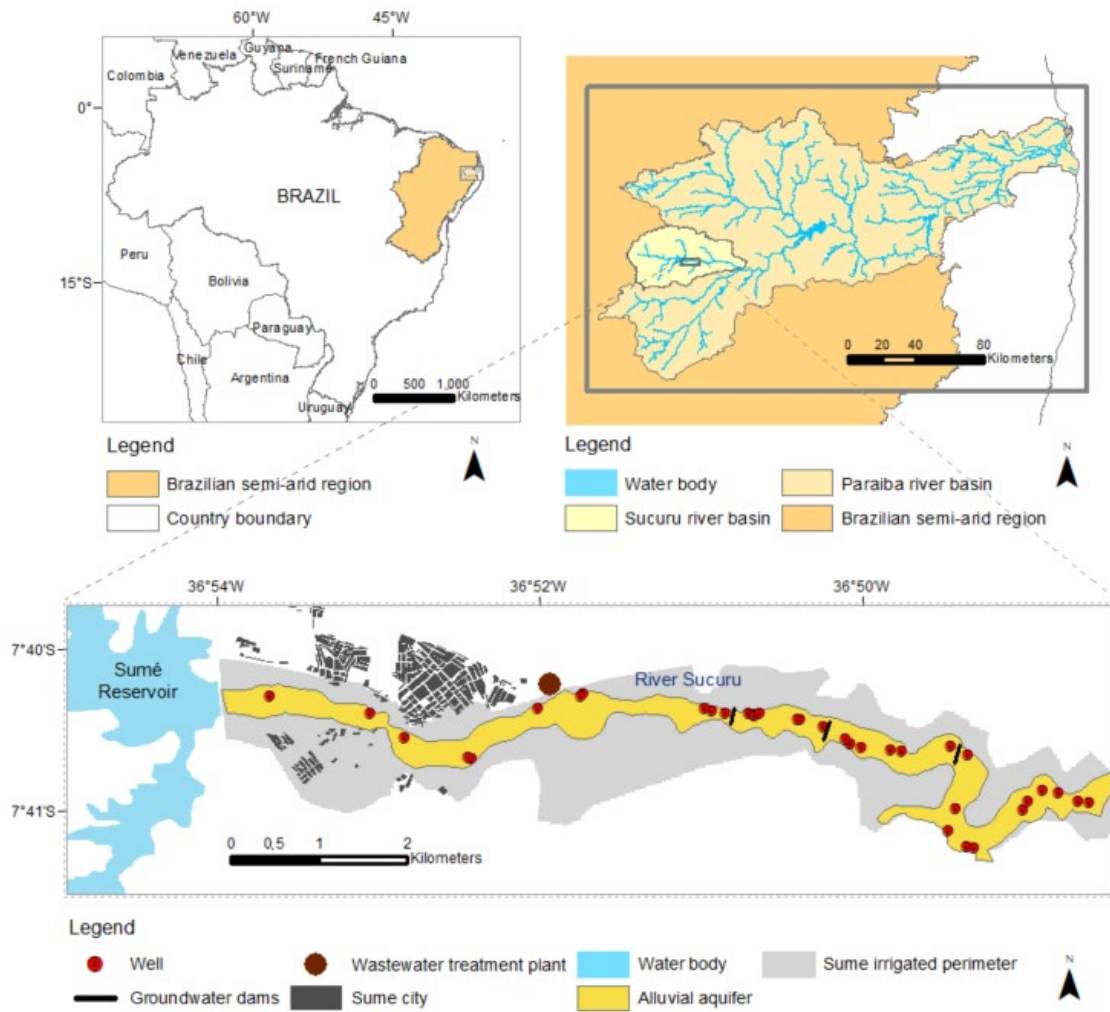 60°W 45°W
Guyana
Venezuela French Guiana
Suriname
Colombia
0°
BRAZIL
Peru
Bolivia
15°S
Paraguay
Chile
Argentina
Uruguay
0 500 1,000
Kilometers
Legend
N
Brazilian semi-arid region
Country boundary
0 20 40 80
Kilometers
Legend
N
Water body Paraiba river basin
Sucuru river basin Brazilian semi-arid region
36°54'W 36°52'W 36°50'W
7°40'S
Sumé
Reservoir
River Sucuru
7°41'S
0 0,5 1 2
Kilometers
Legend
Well Wastewater treatment plant Water body Sume irrigated perimeter
N
Groundwater dams Sume city Alluvial aquifer